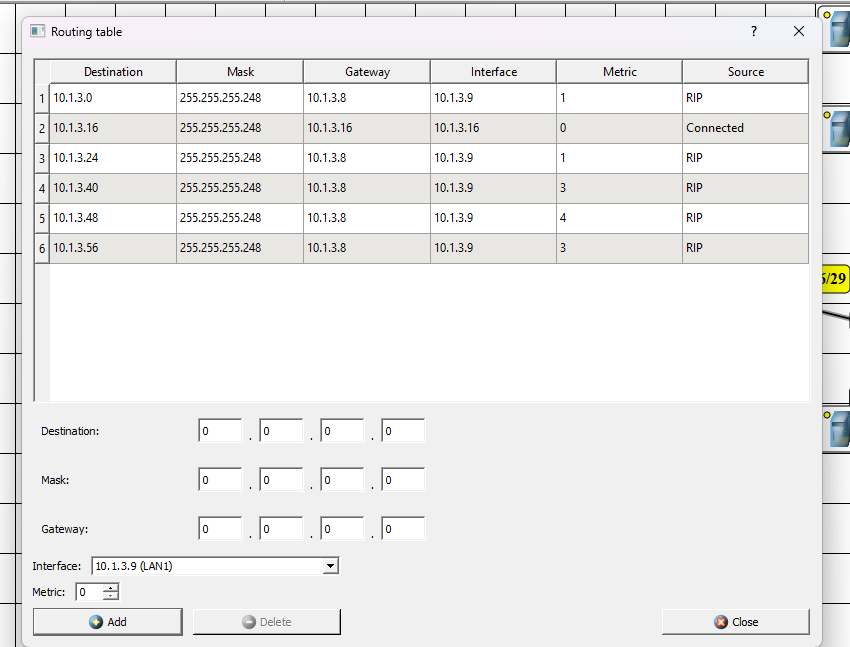 Routing table ?
Destination Mask Gateway Interface Metric Source
1 10.1.3.0 255.255.255.248 10.1.3.8 10.1.3.9 1 RIP
2 10.1.3.16 255.255.255.248 10.1.3.16 10.1.3.16 0 Connected
3 10.1.3.24 255.255.255.248 10.1.3.8 10.1.3.9 1 RIP
4 10.1.3.40 255.255.255.248 10.1.3.8 10.1.3.9 3 RIP
5 10.1.3.48 255.255.255.248 10.1.3.8 10.1.3.9 4 RIP
6 10.1.3.56 255.255.255.248 10.1.3.8 10.1.3.9 3 RIP
6/29
Destination: 0 . 0 . 0 . 0
Mask: 0 . 0 . 0 . 0
Gateway: 0 . 0 . 0 . 0
Interface: 10.1.3.9 (LAN1)
Metric: 0
Add Delete Close